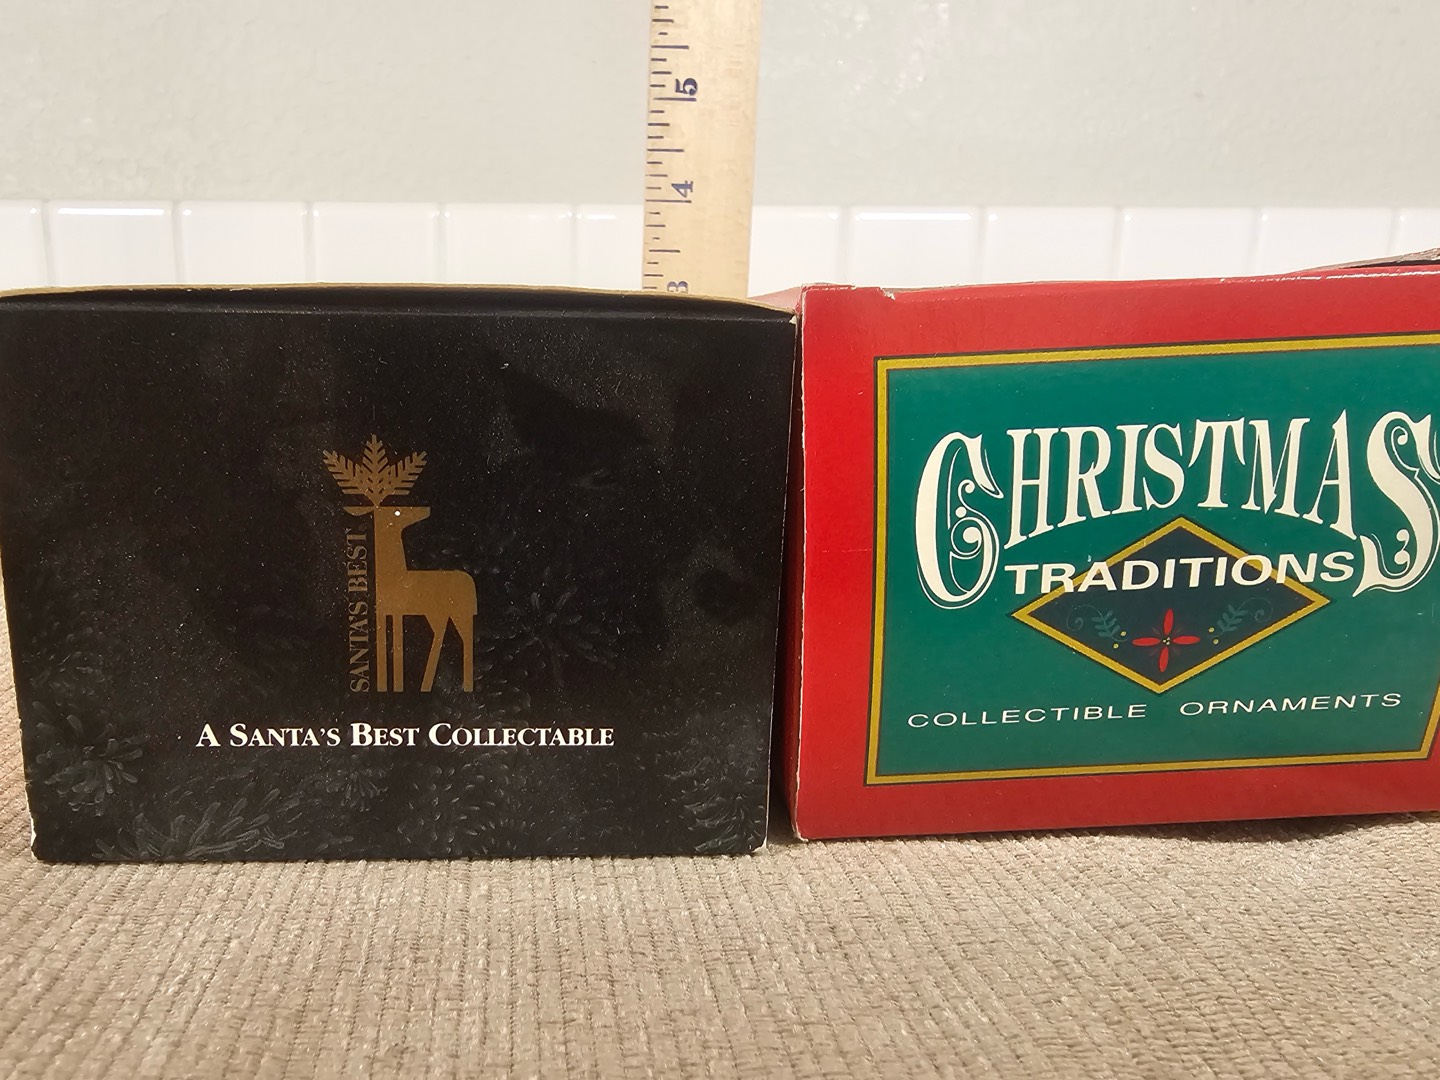 5
4
3
SANTA'S BEST
A SANTA'S BEST COLLECTABLE
CHRISTMAS
TRADITIONS
COLLECTIBLE ORNAMENTS